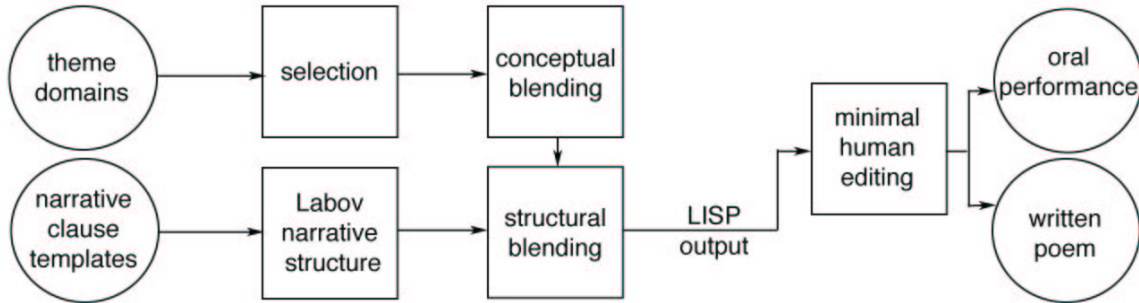 theme
domains
selection
conceptual
blending
narrative
clause
templates
Labov
narrative
structure
structural
blending
LISP
output
minimal
human
editing
oral
performance
written
poem